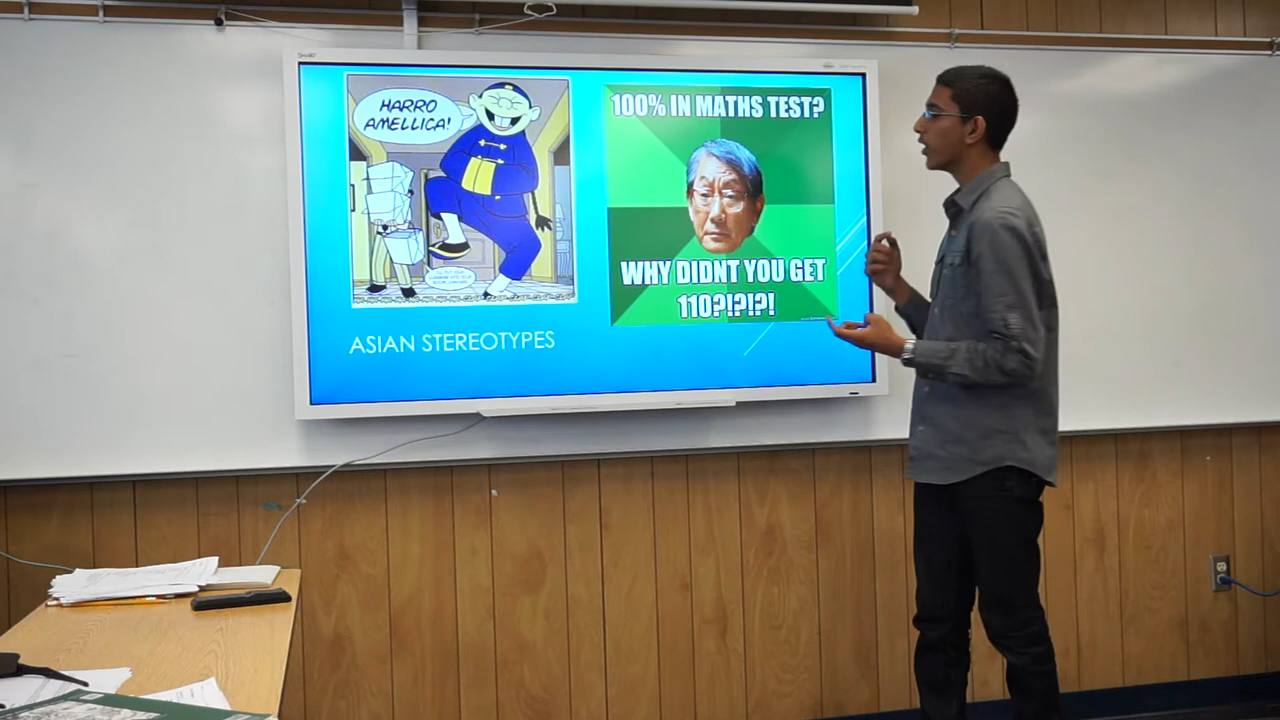 HARRO
AMELLICA!
100% IN MATHS TEST?
WHY DIDNT YOU GET
110?!?!?!
ASIAN STEREOTYPES